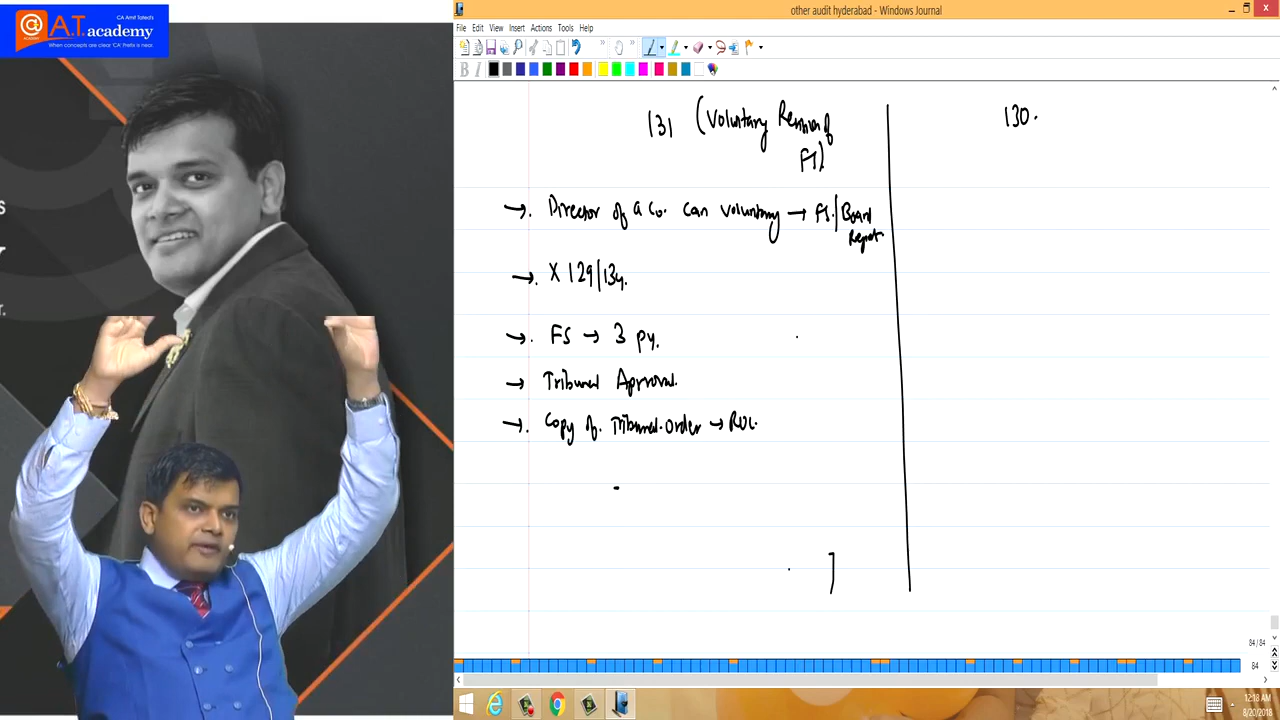 CA Amit Tated's
@ A.T. academy
ACADEMY
When concepts are clear 'CA' Prefix is near.
s
r.
other audit hyderabad - Windows Journal
File Edit View Insert Actions Tools Help
B I
131 (Voluntary Revision of
FS).
130.
→. Director of a Co. can voluntary → FS. / Board
Report
→. X 129/134.
→. FS → 3 py.
→ Tribunal Approval.
→. Copy of. Tribunal. order → ROC.
84 / 84
84
12:18 AM
8/20/2018